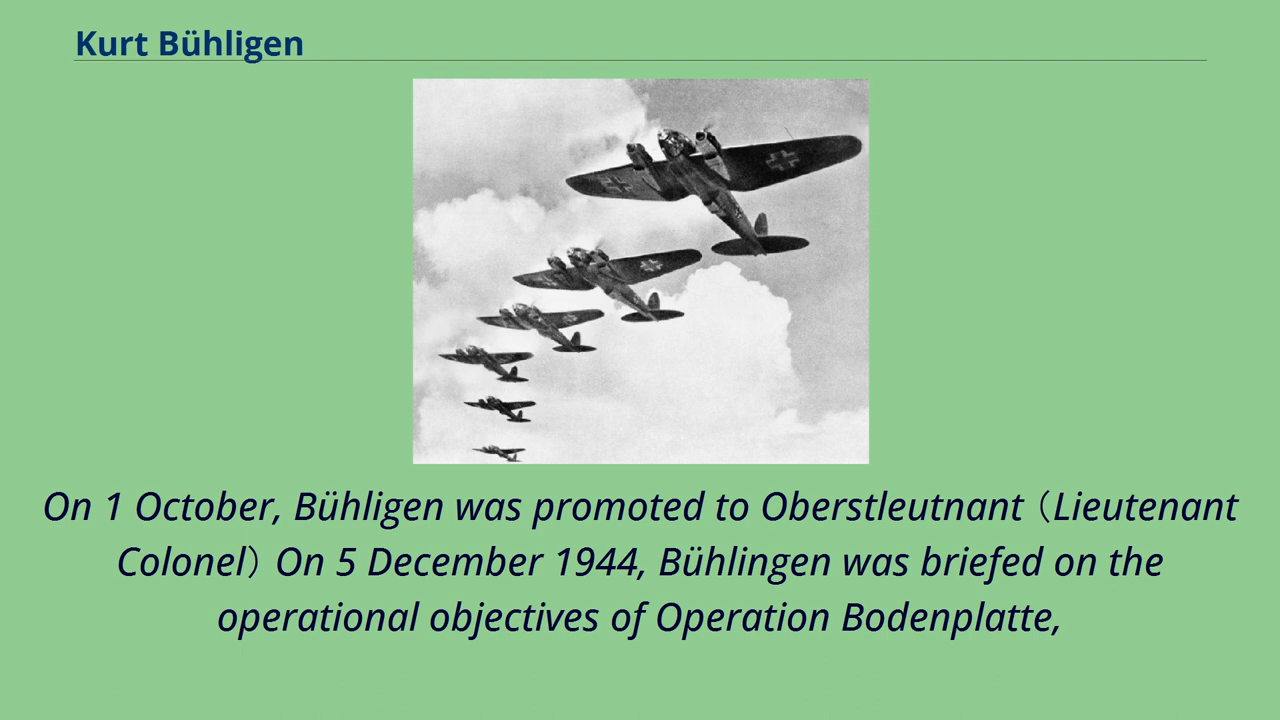 Kurt Bühligen
On 1 October, Bühligen was promoted to Oberstleutnant（Lieutenant
Colonel）On 5 December 1944, Bühlingen was briefed on the
operational objectives of Operation Bodenplatte,